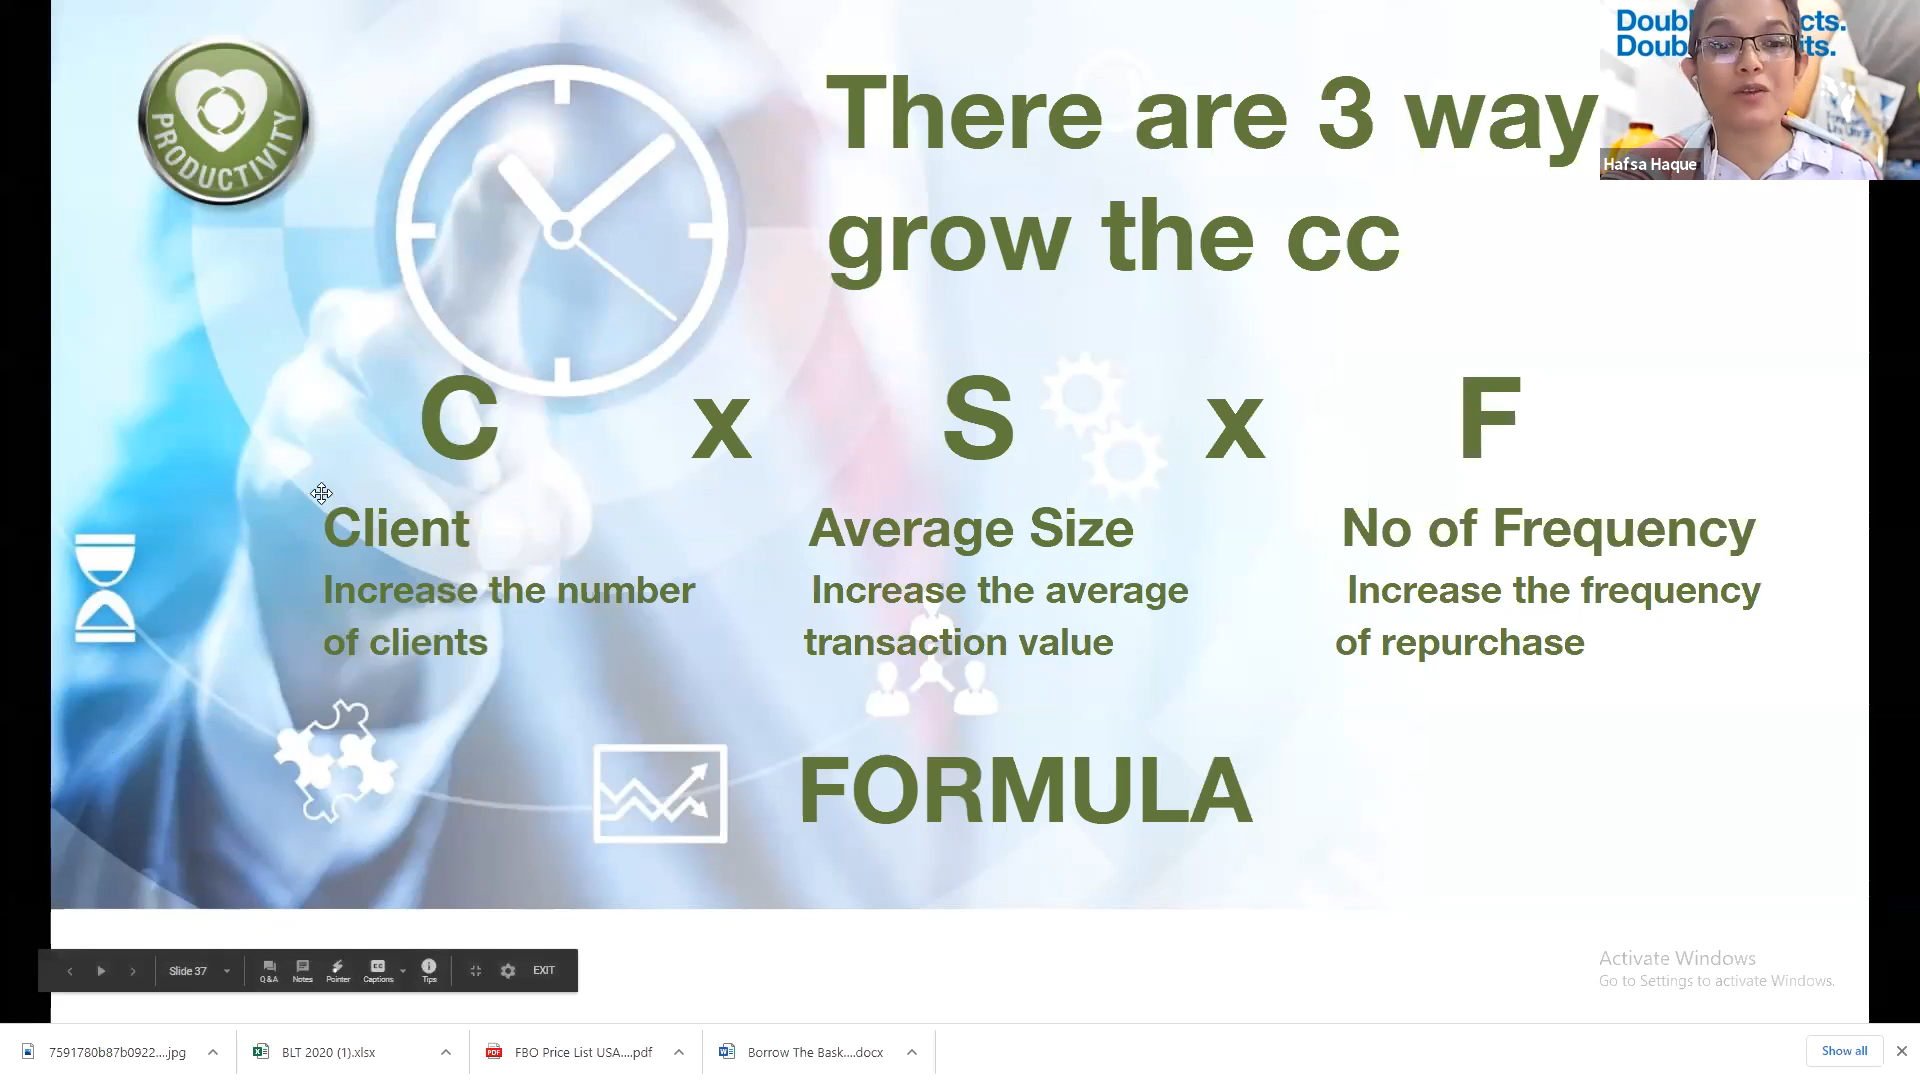 PRODUCTIVITY
There are 3 way
grow the cc
C x S x F
Client Average Size No of Frequency
Increase the number Increase the average Increase the frequency
of clients transaction value of repurchase
FORMULA
Doubl cts.
Doub its.
Hafsa Haque
Slide 37
Q&A Notes Pointer Captions Tips EXIT
Activate Windows
Go to Settings to activate Windows.
7591780b87b0922....jpg
BLT 2020 (1).xlsx
PDF
FBO Price List USA....pdf
Borrow The Bask....docx
Show all